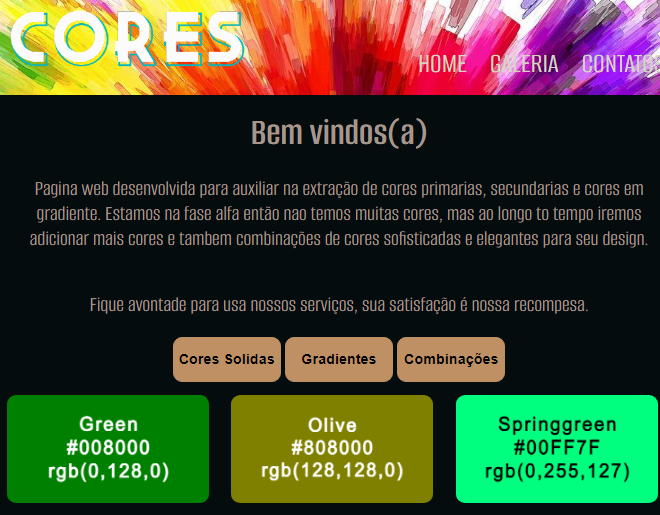 CORES
HOME GALERIA CONTATOS
Bem vindos(a)
Pagina web desenvolvida para auxiliar na extração de cores primarias, secundarias e cores em
gradiente. Estamos na fase alfa então nao temos muitas cores, mas ao longo to tempo iremos
adicionar mais cores e tambem combinações de cores sofisticadas e elegantes para seu design.
Fique avontade para usa nossos serviços, sua satisfação é nossa recompesa.
Cores Solidas Gradientes Combinações
Green
#008000
rgb(0,128,0)
Olive
#808000
rgb(128,128,0)
Springgreen
#00FF7F
rgb(0,255,127)